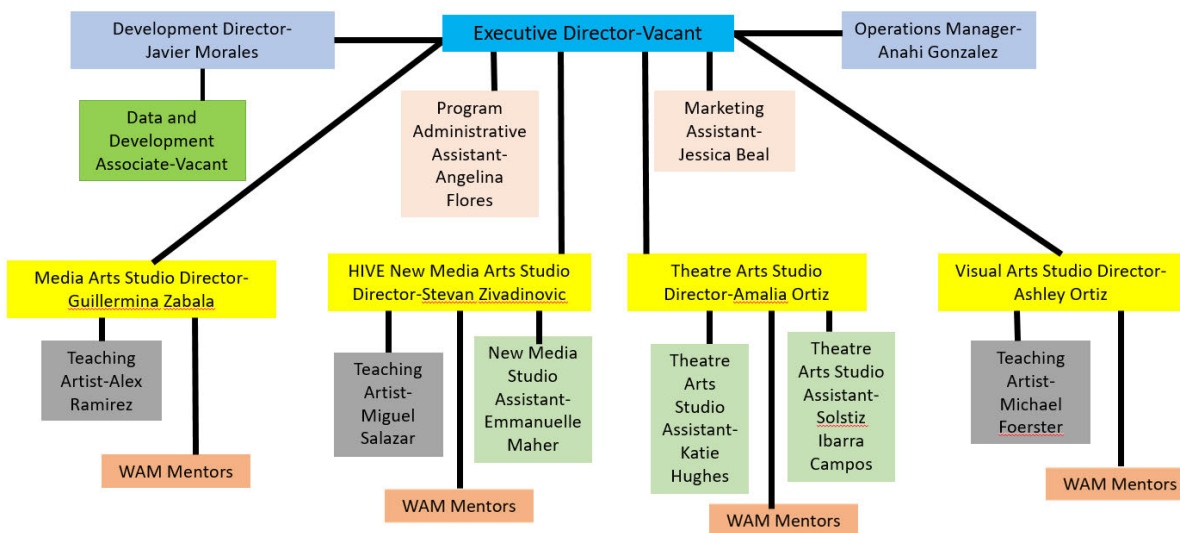 Development Director-
Javier Morales
Executive Director-Vacant
Operations Manager-
Anahi Gonzalez
Data and
Development
Associate-Vacant
Program
Administrative
Assistant-
Angelina
Flores
Marketing
Assistant-
Jessica Beal
Media Arts Studio Director-
Guillermina Zabala
HIVE New Media Arts Studio
Director-Stevan Zivadinovic
Theatre Arts Studio
Director-Amalia Ortiz
Visual Arts Studio Director-
Ashley Ortiz
Teaching
Artist-Alex
Ramirez
WAM Mentors
Teaching
Artist-
Miguel
Salazar
New Media
Studio
Assistant-
Emmanuelle
Maher
WAM Mentors
Theatre
Arts
Studio
Assistant-
Katie
Hughes
Theatre
Arts Studio
Assistant-
Solstiz
Ibarra
Campos
WAM Mentors
Teaching
Artist-
Michael
Foerster
WAM Mentors